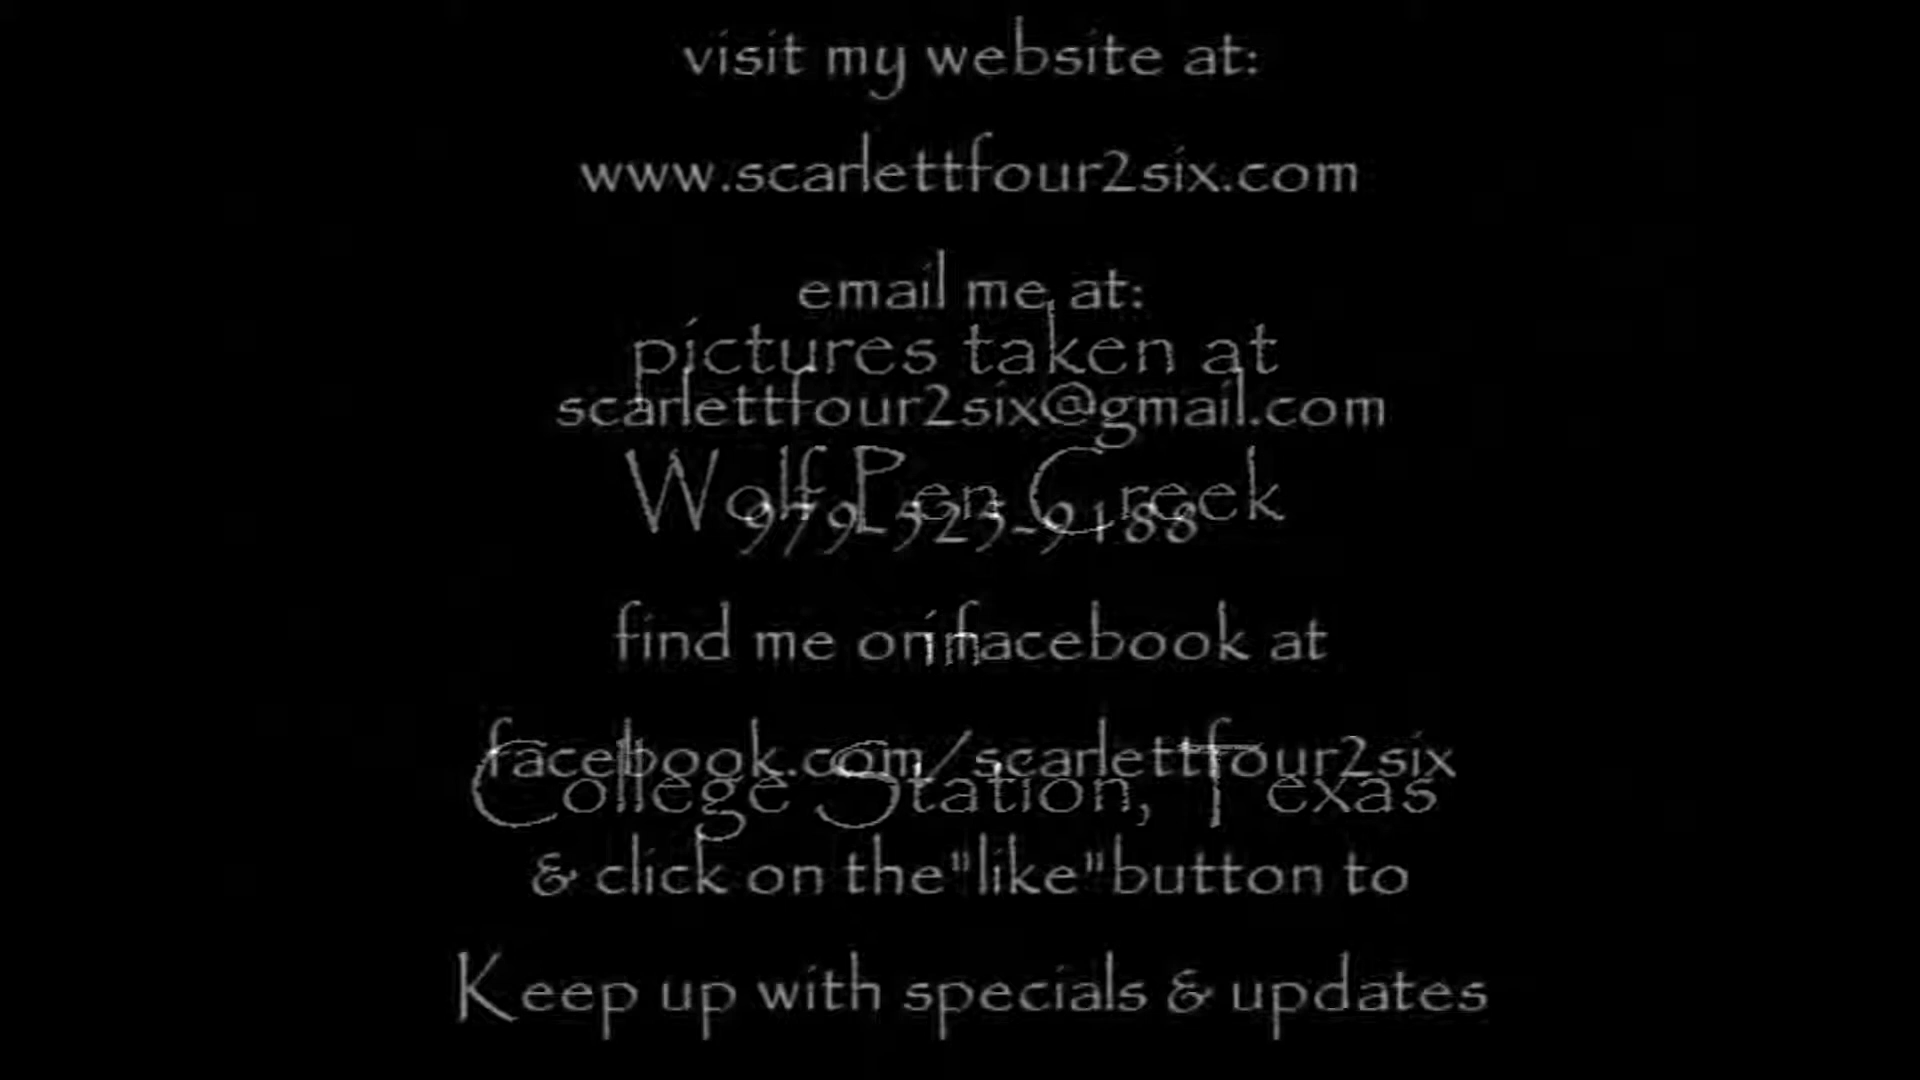 visit my website at:
www.scarlettfour2six.com
email me at:
pictures taken at
scarlettfour2six@gmail.com
Wolf Pen Creek
979-523-9188
find me on facebook at
in
facebook.com/scarlettfour2six
College Station, Texas
& click on the"like"button to
Keep up with specials & updates